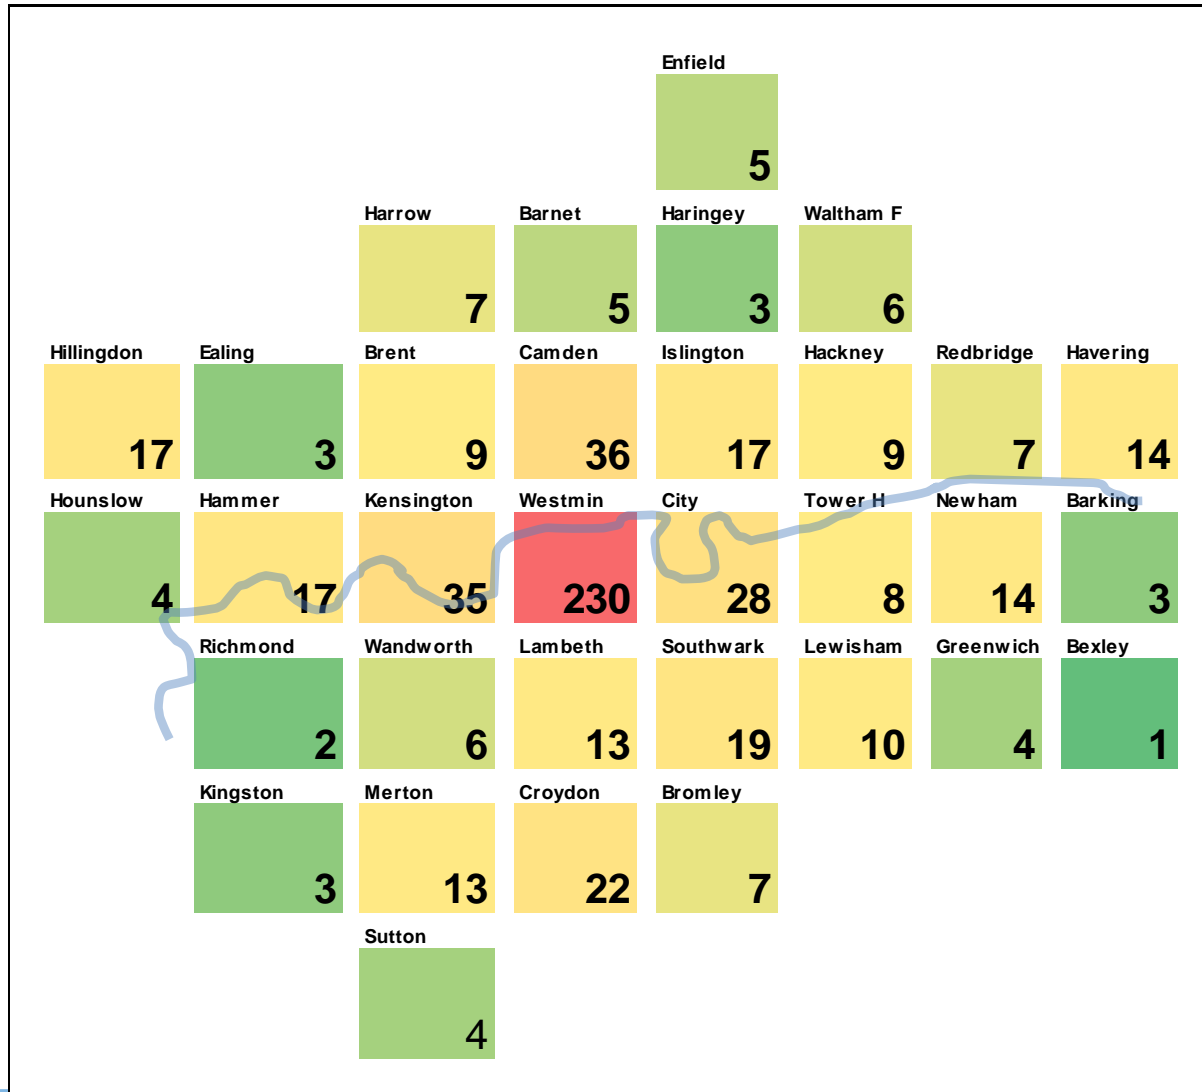 Enfield
5
Harrow Barnet Haringey Waltham F
7 5 3 6
Hillingdon Ealing Brent Camden Islington Hackney Redbridge Havering
17 3 9 36 17 9 7 14
Hounslow Hammer Kensington Westmin City Tower H Newham Barking
4 17 35 230 28 8 14 3
Richmond Wandworth Lambeth Southwark Lewisham Greenwich Bexley
2 6 13 19 10 4 1
Kingston Merton Croydon Bromley
3 13 22 7
Sutton
4